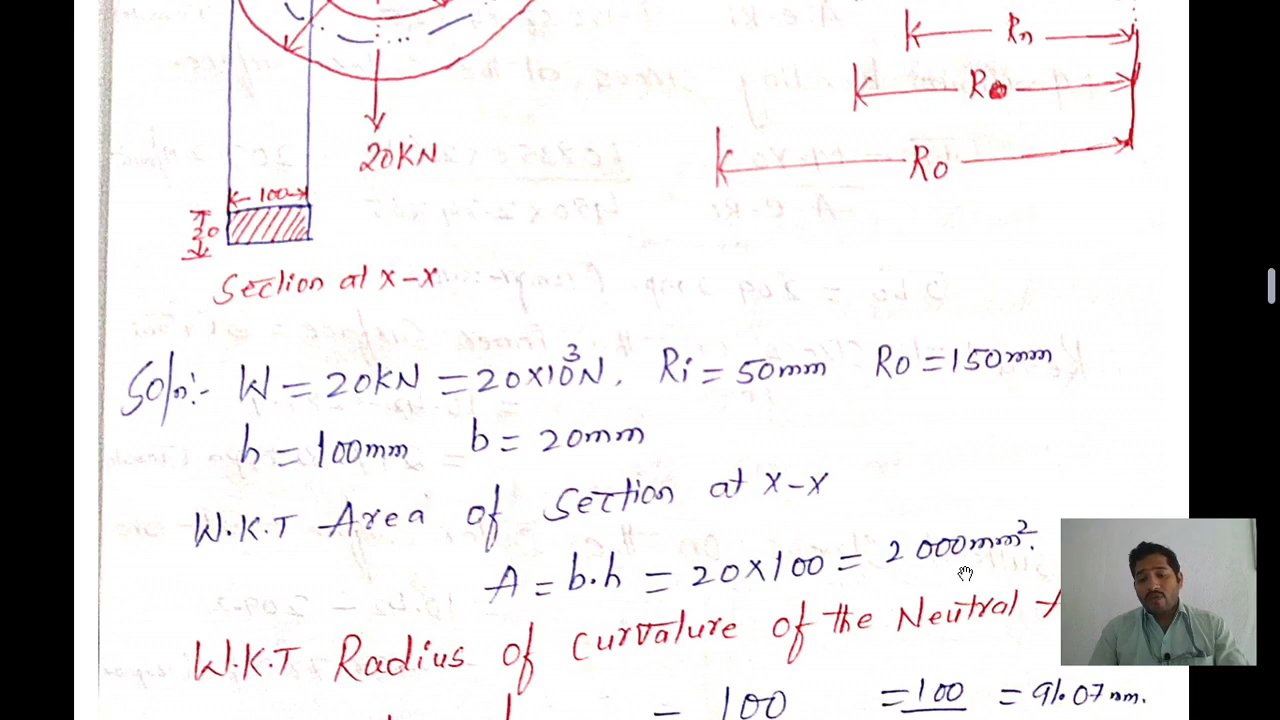 Rn
Ro
Ro
20KN
100
20
Section at x-x
Soln:- W = 20KN = 20×10³N, Ri = 50mm Ro = 150mm
h = 100mm b = 20mm
W.K.T Area of Section at x-x
A = b.h = 20×100 = 2000mm².
W.K.T Radius of Curvature of the Neutral
= 100 = 100 = 91.07mm.